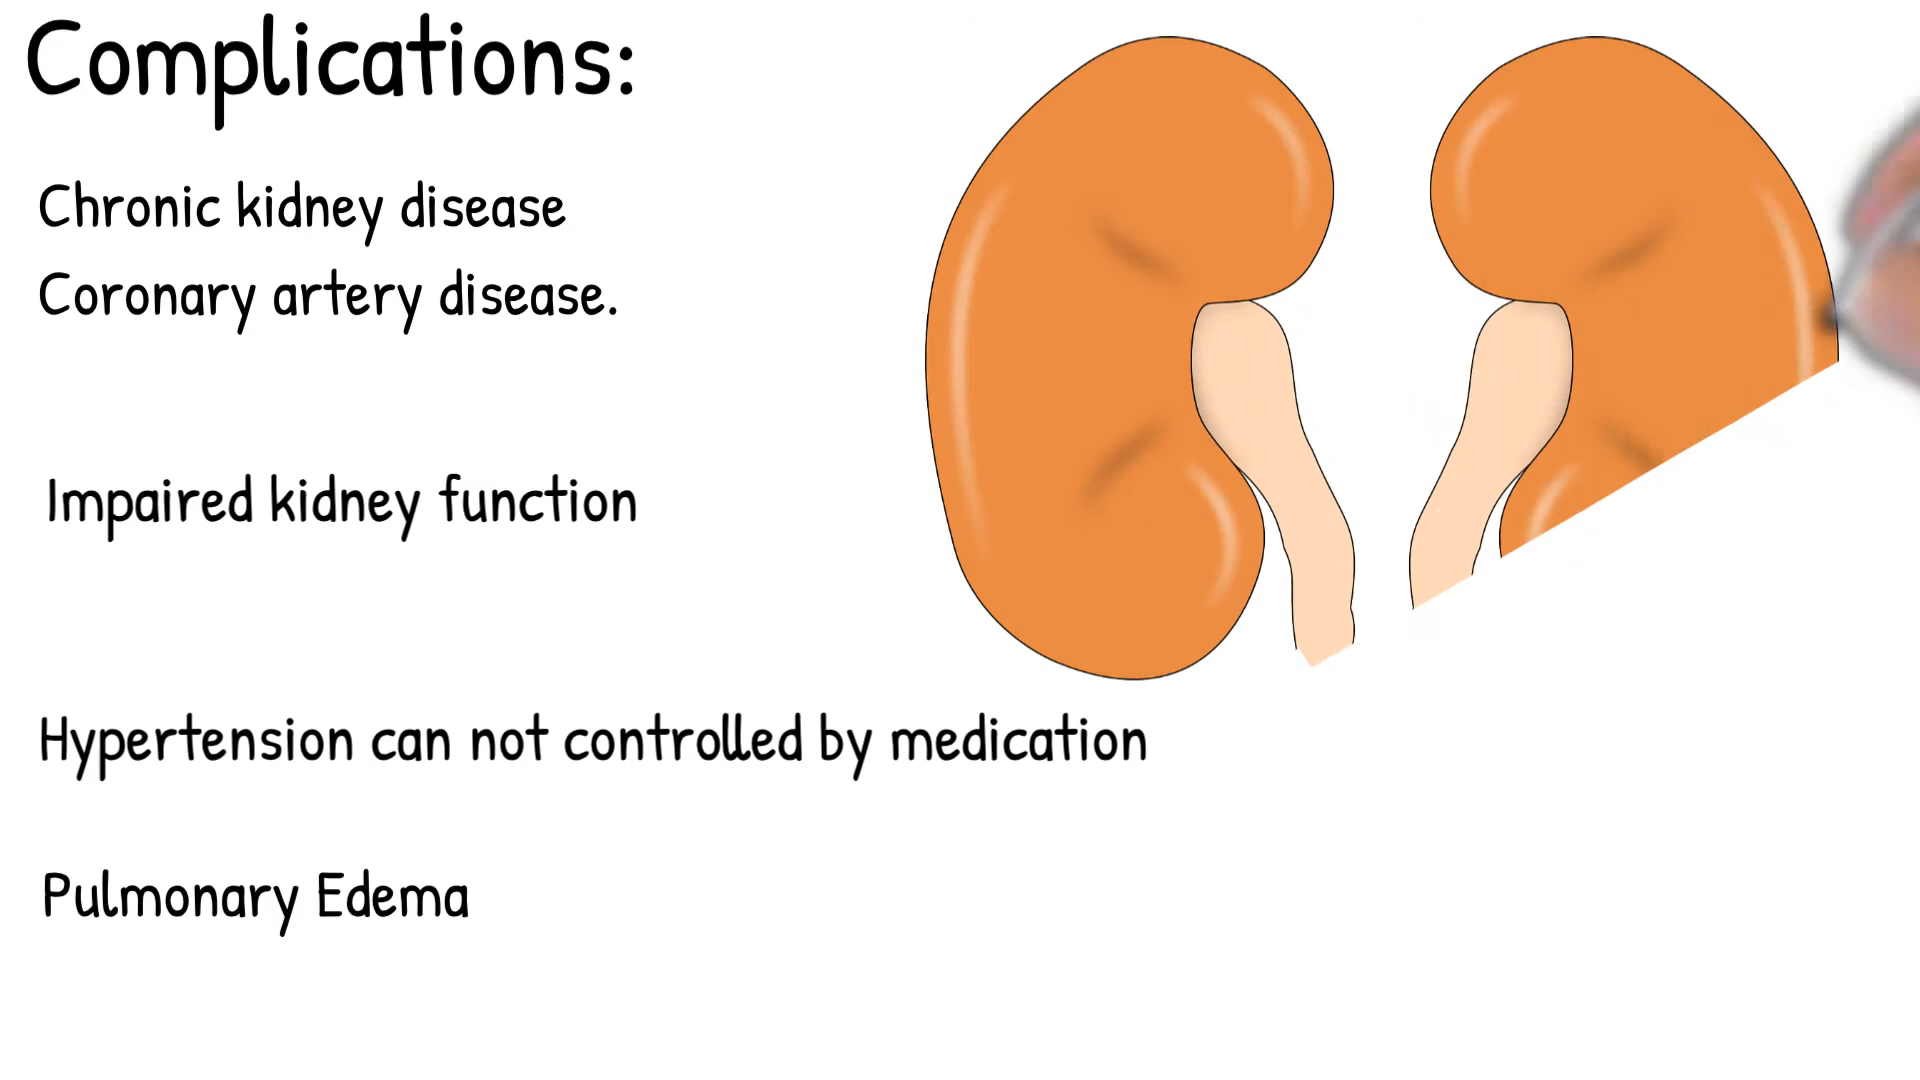 Complications:
Chronic kidney disease
Coronary artery disease.
Impaired kidney function
Hypertension can not controlled by medication
Pulmonary Edema